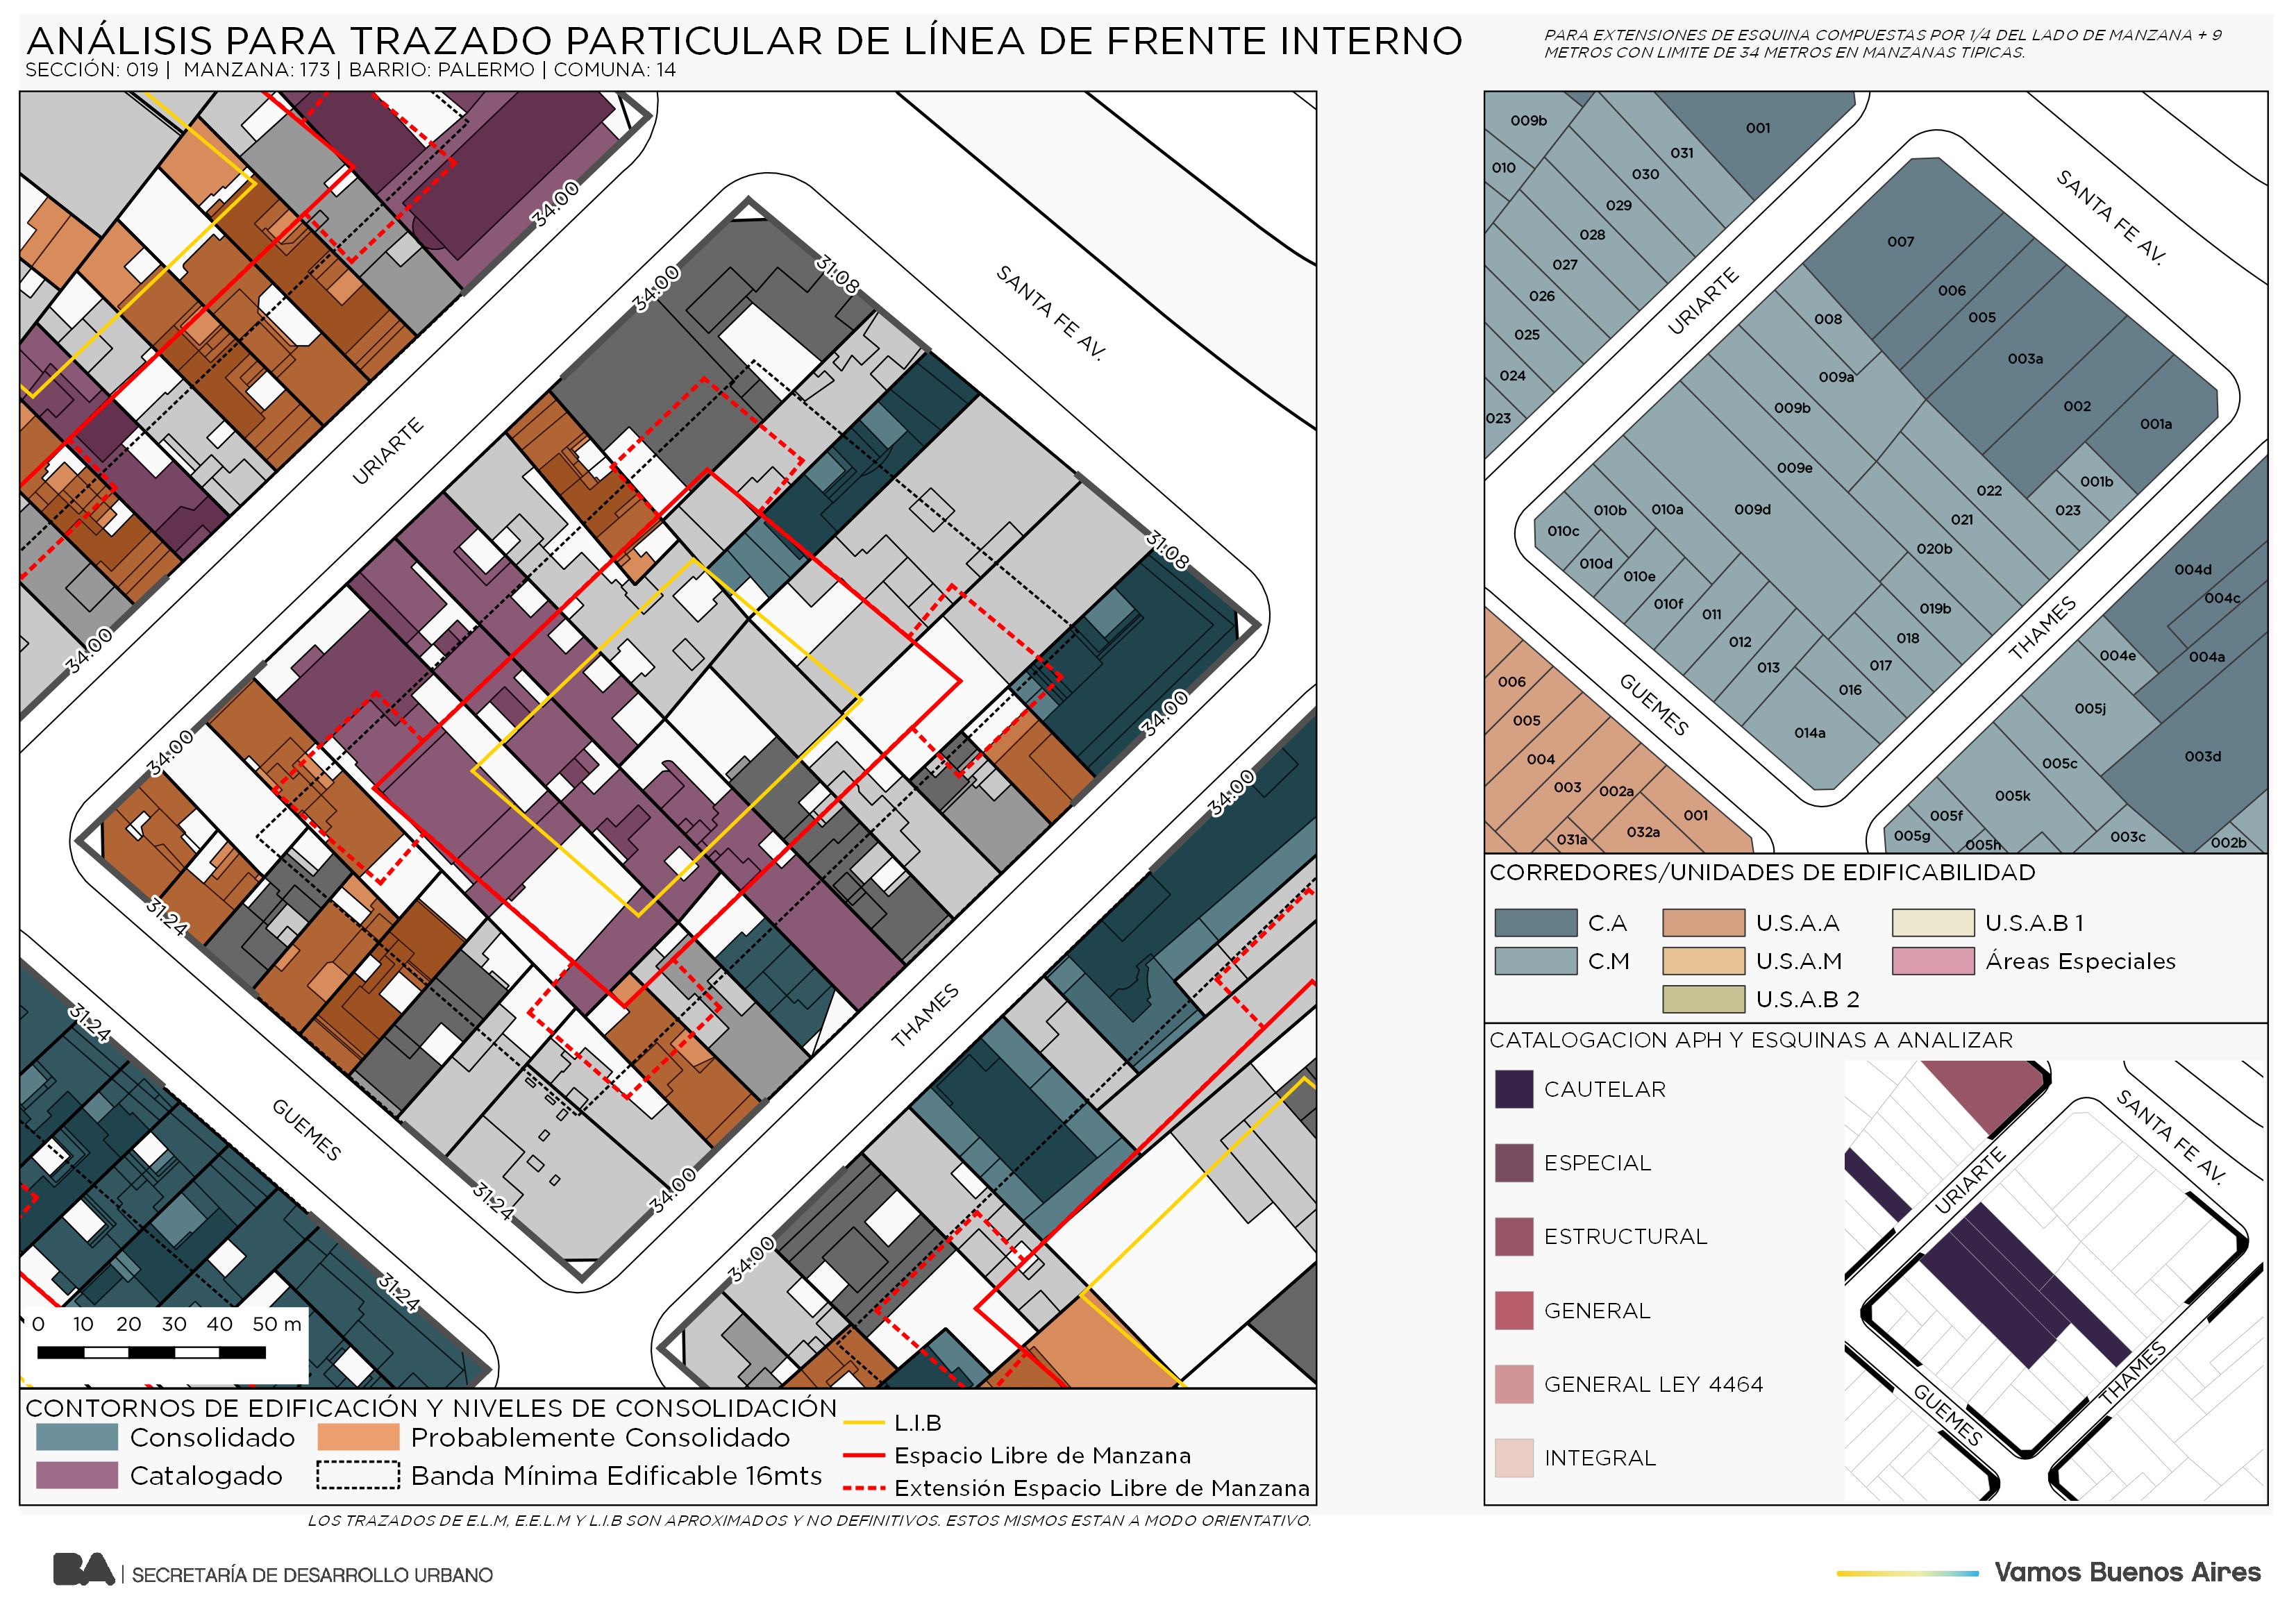 ANÁLISIS PARA TRAZADO PARTICULAR DE LÍNEA DE FRENTE INTERNO
SECCIÓN: 019 | MANZANA: 173 | BARRIO: PALERMO | COMUNA: 14
PARA EXTENSIONES DE ESQUINA COMPUESTAS POR 1/4 DEL LADO DE MANZANA + 9
METROS CON LIMITE DE 34 METROS EN MANZANAS TIPICAS.
34.00
34.00
31.08
SANTA FE AV.
URIARTE
34.00
31.08
34.00
34.00
34.00
31.24
31.24
THAMES
GUEMES
31.24
34.00
34.00
31.24
0 10 20 30 40 50 m
CONTORNOS DE EDIFICACIÓN Y NIVELES DE CONSOLIDACIÓN
Consolidado
Probablemente Consolidado
Catalogado
Banda Mínima Edificable 16mts
L.I.B
Espacio Libre de Manzana
Extensión Espacio Libre de Manzana
LOS TRAZADOS DE E.L.M, E.E.L.M Y L.I.B SON APROXIMADOS Y NO DEFINITIVOS. ESTOS MISMOS ESTAN A MODO ORIENTATIVO.
009b
001
031
010
030
029
028
027
026
025
024
023
SANTA FE AV.
URIARTE
007
006
005
008
003a
009a
009b
002
001a
009e
022
001b
010b
010a
009d
023
010c
021
010d
010e
020b
010f
011
019b
012
018
013
017
016
014a
THAMES
GUEMES
004d
004c
004e
004a
005j
003d
005c
005k
005f
005g
005h
003c
002b
006
005
004
003
002a
001
031a
032a
CORREDORES/UNIDADES DE EDIFICABILIDAD
C.A
U.S.A.A
U.S.A.B 1
C.M
U.S.A.M
Áreas Especiales
U.S.A.B 2
CATALOGACION APH Y ESQUINAS A ANALIZAR
CAUTELAR
ESPECIAL
ESTRUCTURAL
GENERAL
GENERAL LEY 4464
INTEGRAL
SANTA FE AV.
URIARTE
THAMES
GUEMES
BA | SECRETARÍA DE DESARROLLO URBANO
Vamos Buenos Aires